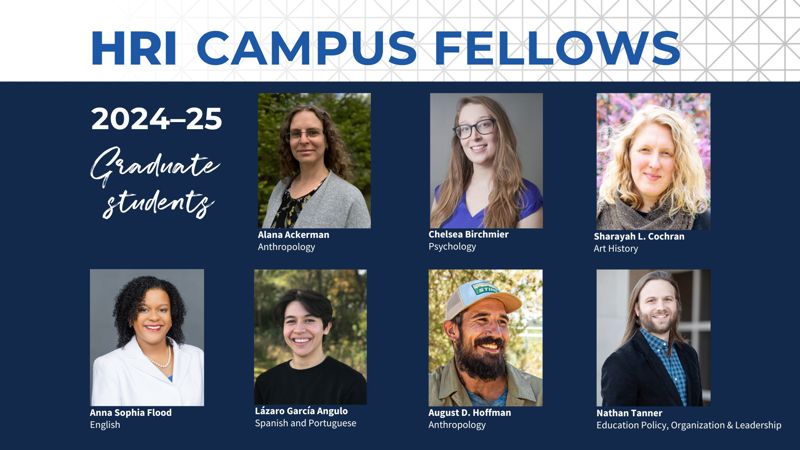 HRI CAMPUS FELLOWS
2024–25
Graduate
students
Alana Ackerman
Anthropology
Chelsea Birchmier
Psychology
Sharayah L. Cochran
Art History
Anna Sophia Flood
English
Lázaro García Angulo
Spanish and Portuguese
August D. Hoffman
Anthropology
Nathan Tanner
Education Policy, Organization & Leadership